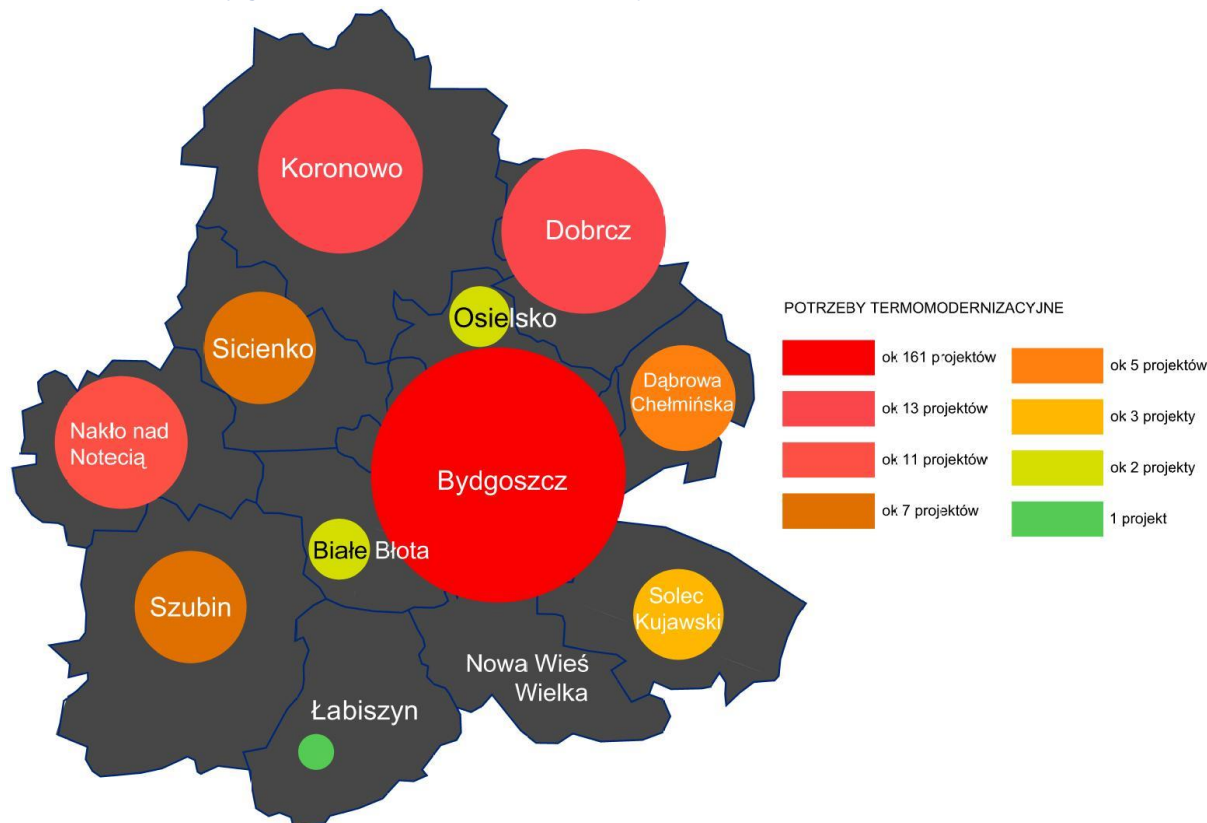 Koronowo
Dobrcz
Osielsko
Sicienko
Dąbrowa
Chełmińska
Nakło nad
Notecią
Bydgoszcz
Białe Błota
Szubin
Solec
Kujawski
Nowa Wieś
Wielka
Łabiszyn
POTRZEBY TERMOMODERNIZACYJNE
ok 161 projektów
ok 13 projektów
ok 11 projektów
ok 7 projektów
ok 5 projektów
ok 3 projekty
ok 2 projekty
1 projekt